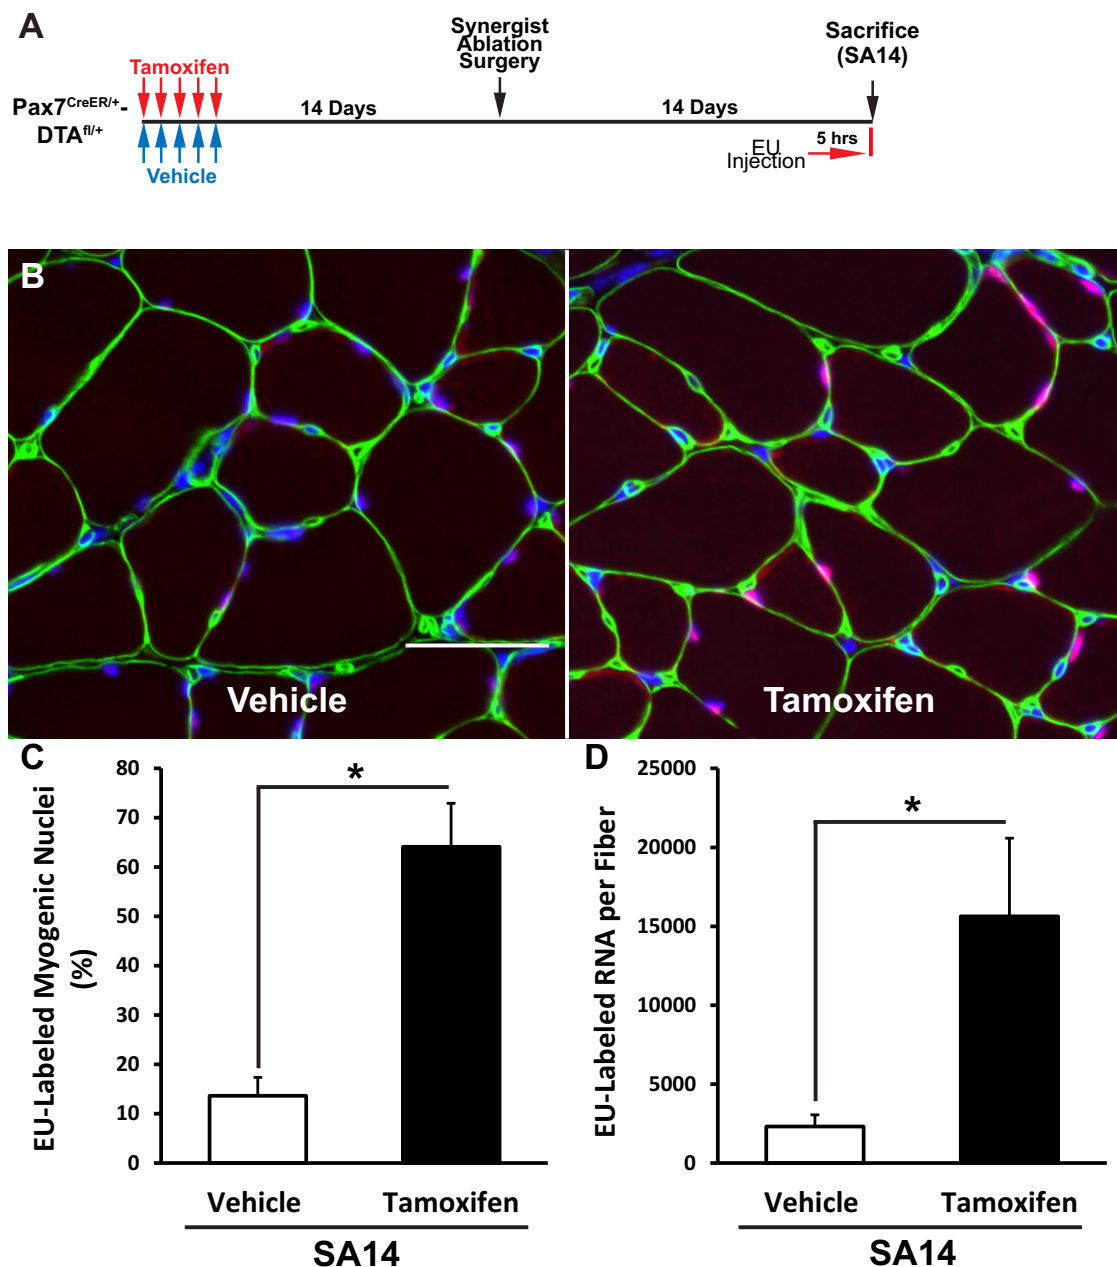 A
Synergist
Ablation
Surgery
Sacrifice
(SA14)
Tamoxifen
Pax7CreER/+-
DTAfl/+
14 Days
14 Days
Vehicle
EU
Injection
5 hrs
B
Vehicle
Tamoxifen
C
EU-Labeled Myogenic Nuclei
(%)
80
70
60
50
40
30
20
10
0
*
Vehicle
Tamoxifen
SA14
D
EU-Labeled RNA per Fiber
25000
20000
15000
10000
5000
0
*
Vehicle
Tamoxifen
SA14